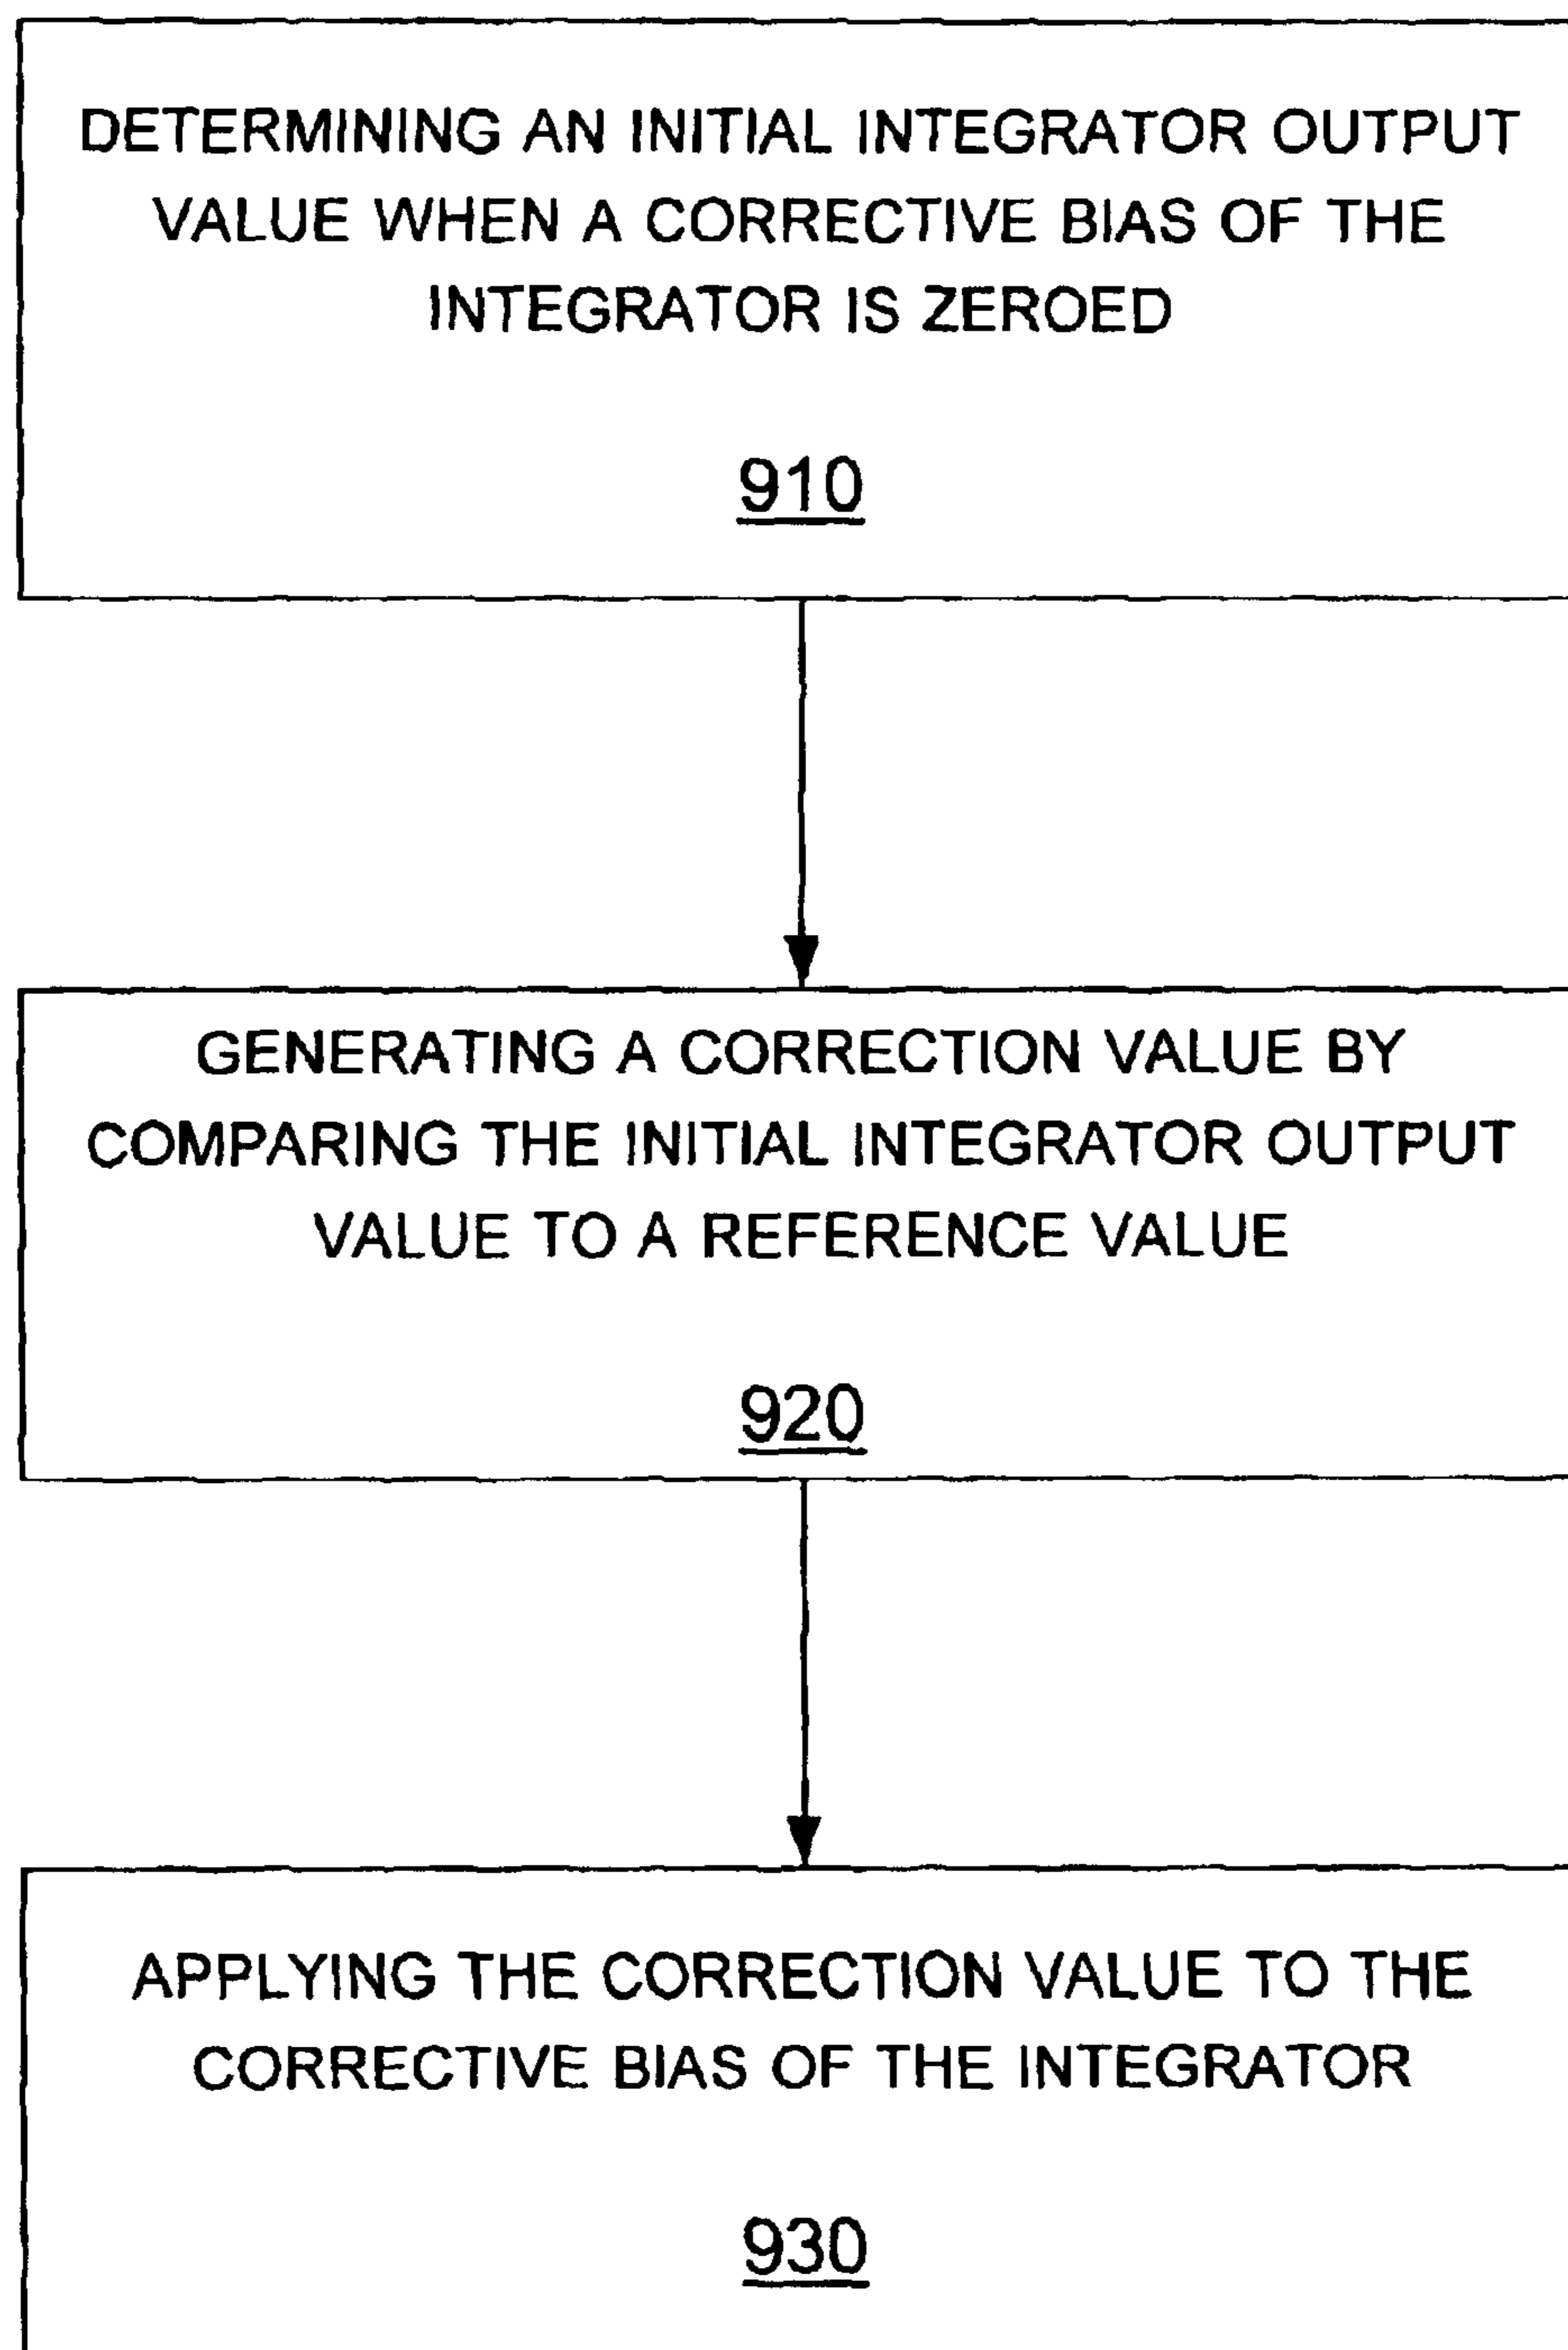 DETERMINING AN INITIAL INTEGRATOR OUTPUT
VALUE WHEN A CORRECTIVE BIAS OF THE
INTEGRATOR IS ZEROED
910
GENERATING A CORRECTION VALUE BY
COMPARING THE INITIAL INTEGRATOR OUTPUT
VALUE TO A REFERENCE VALUE
920
APPLYING THE CORRECTION VALUE TO THE
CORRECTIVE BIAS OF THE INTEGRATOR
930